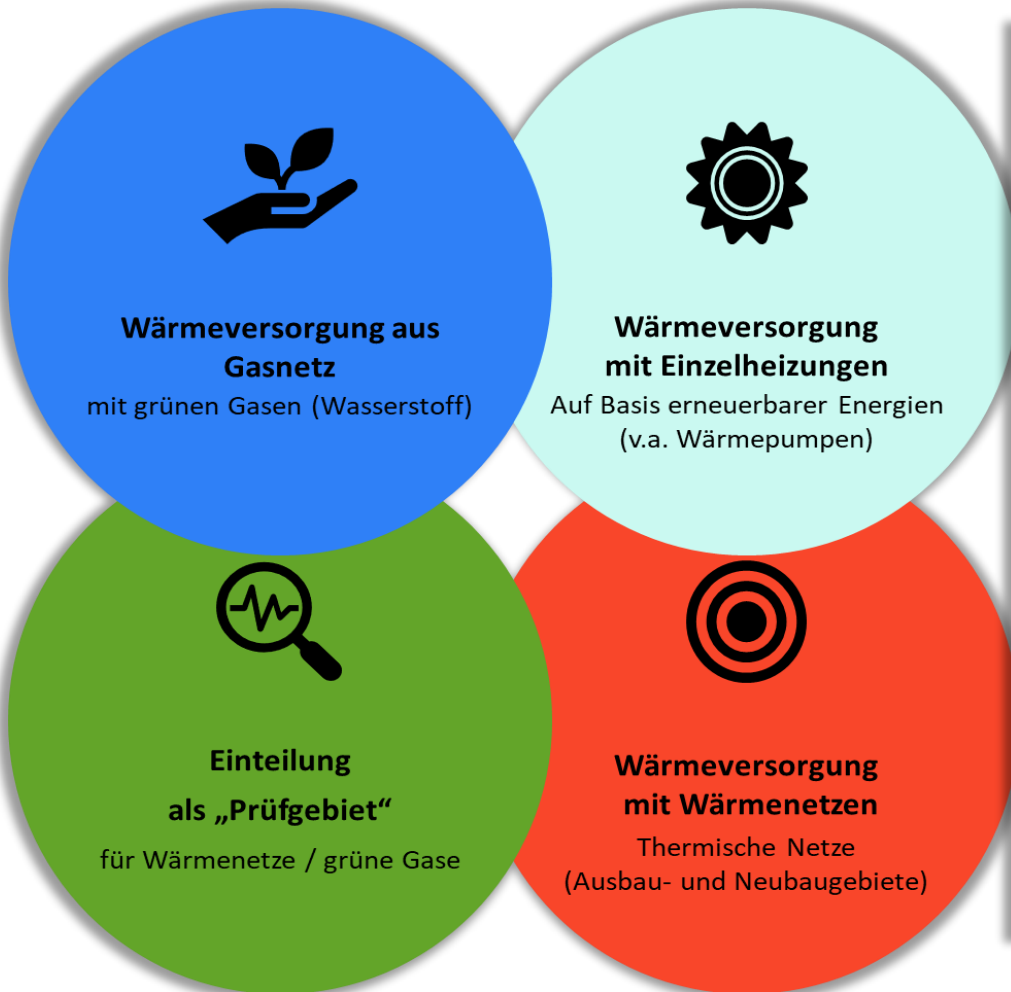 Wärmeversorgung aus
Gasnetz
mit grünen Gasen (Wasserstoff)
Wärmeversorgung
mit Einzelheizungen
Auf Basis erneuerbarer Energien
(v.a. Wärmepumpen)
Einteilung
als „Prüfgebiet“
für Wärmenetze / grüne Gase
Wärmeversorgung
mit Wärmenetzen
Thermische Netze
(Ausbau- und Neubaugebiete)